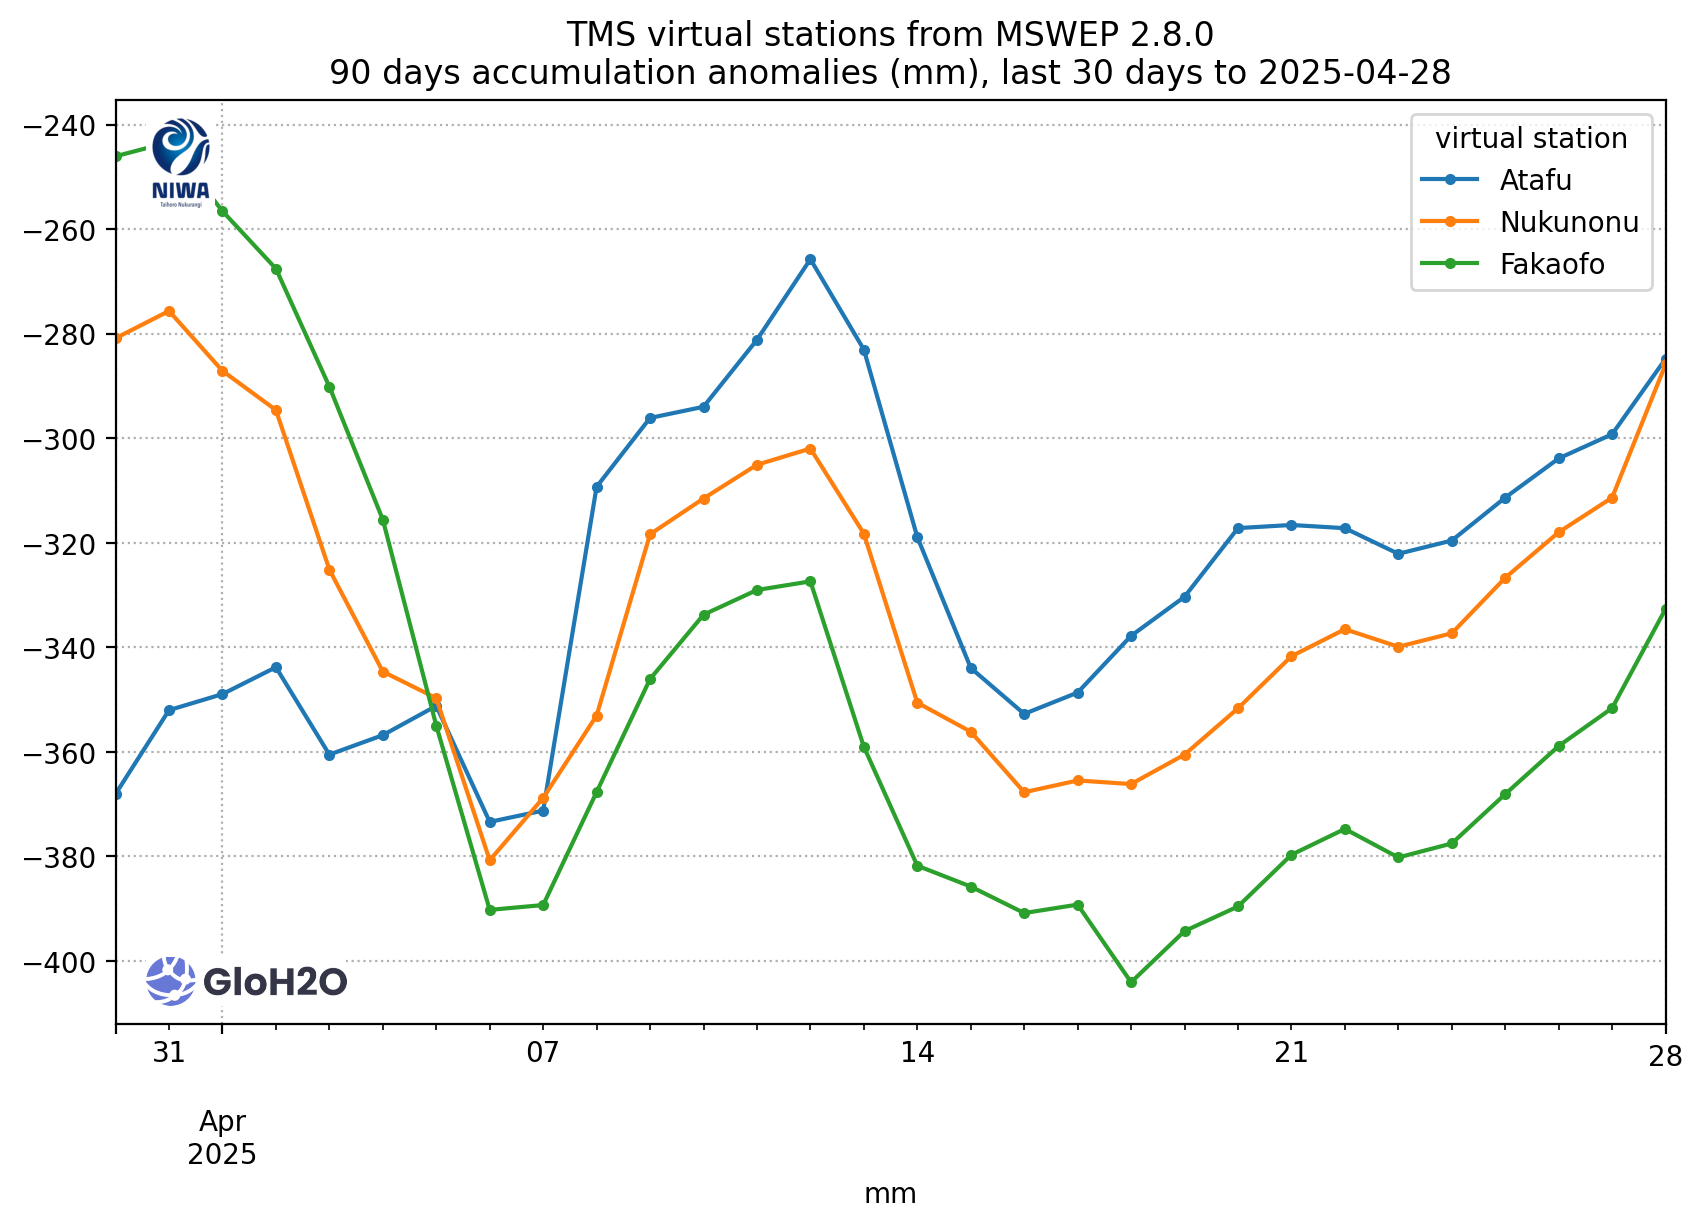 TMS virtual stations from MSWEP 2.8.0
90 days accumulation anomalies (mm), last 30 days to 2025-04-28
−240
−260
−280
−300
−320
−340
−360
−380
−400
NIWA
Taihoro Nukurangi
virtual station
Atafu
Nukunonu
Fakaofo
GloH2O
31
07
14
21
28
Apr
2025
mm